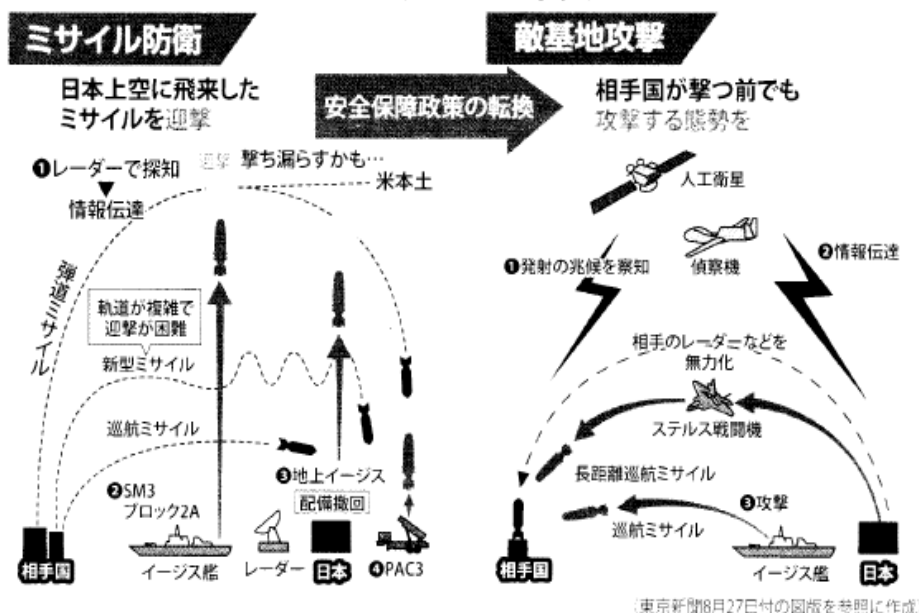 ミサイル防衛
日本上空に飛来した
ミサイルを迎撃
❶レーダーで探知
▼
情報伝達
迎撃 撃ち漏らすかも…
米本土
弾道ミサイル
軌道が複雑で
迎撃が困難
新型ミサイル
巡航ミサイル
❷SM3
ブロック2A
❸地上イージス
配備撤回
相手国
イージス艦
レーダー
日本
❹PAC3
安全保障政策の転換
敵基地攻撃
相手国が撃つ前でも
攻撃する態勢を
人工衛星
❶発射の兆候を察知
偵察機
❷情報伝達
相手のレーダーなどを
無力化
ステルス戦闘機
長距離巡航ミサイル
❸攻撃
巡航ミサイル
相手国
イージス艦
日本
東京新聞8月27日付の図版を参照に作成